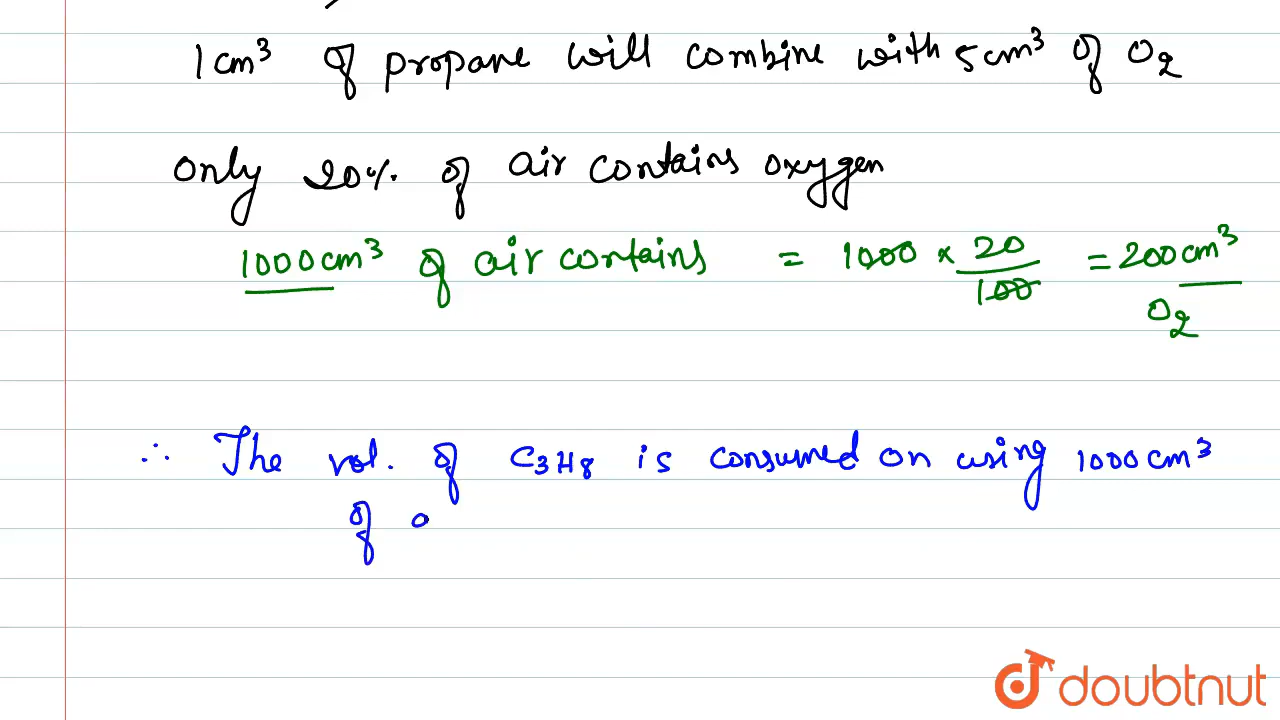 1cm³ of propane will combine with 5cm³ of O₂
Only 20%. of air contains oxygen
1000cm³ of air contains = 1000 × 20/100 = 200cm³
O₂
∴ The vol. of C₃H₈ is consumed on using 1000cm³
of a
doubtnut